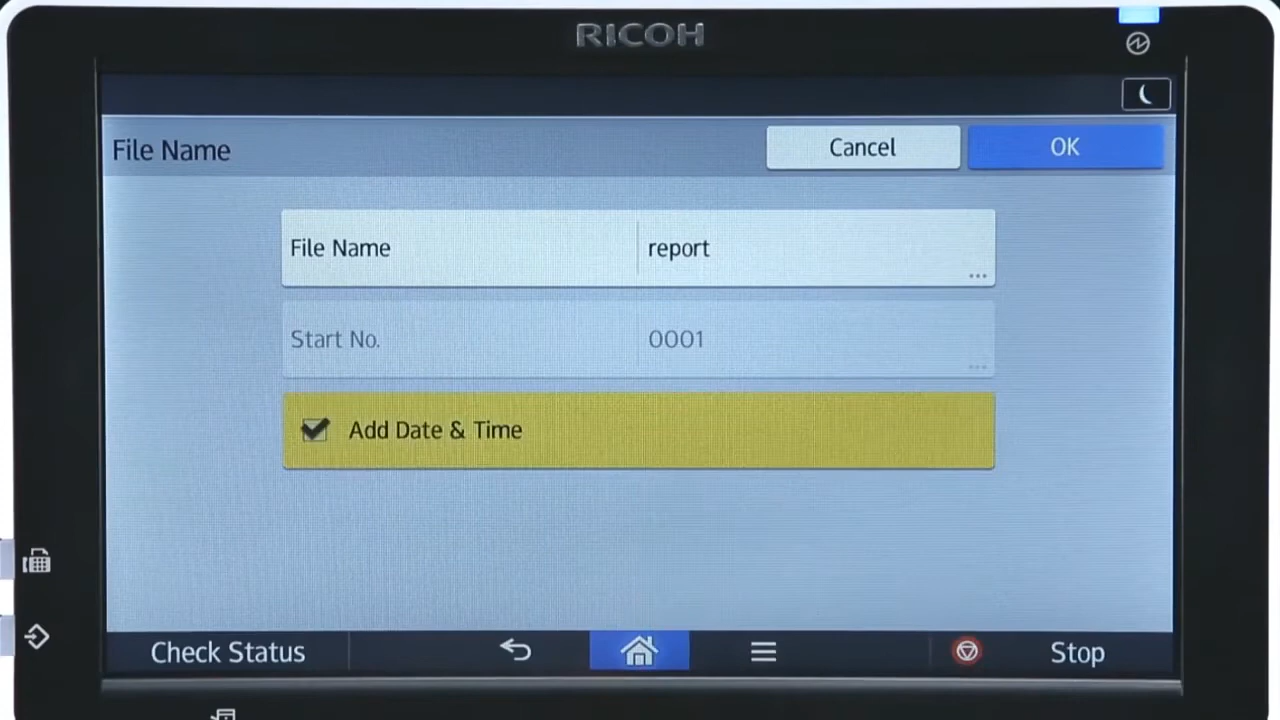 RICOH
File Name
Cancel
OK
File Name
report
...
Start No.
0001
...
Add Date & Time
Check Status
Stop